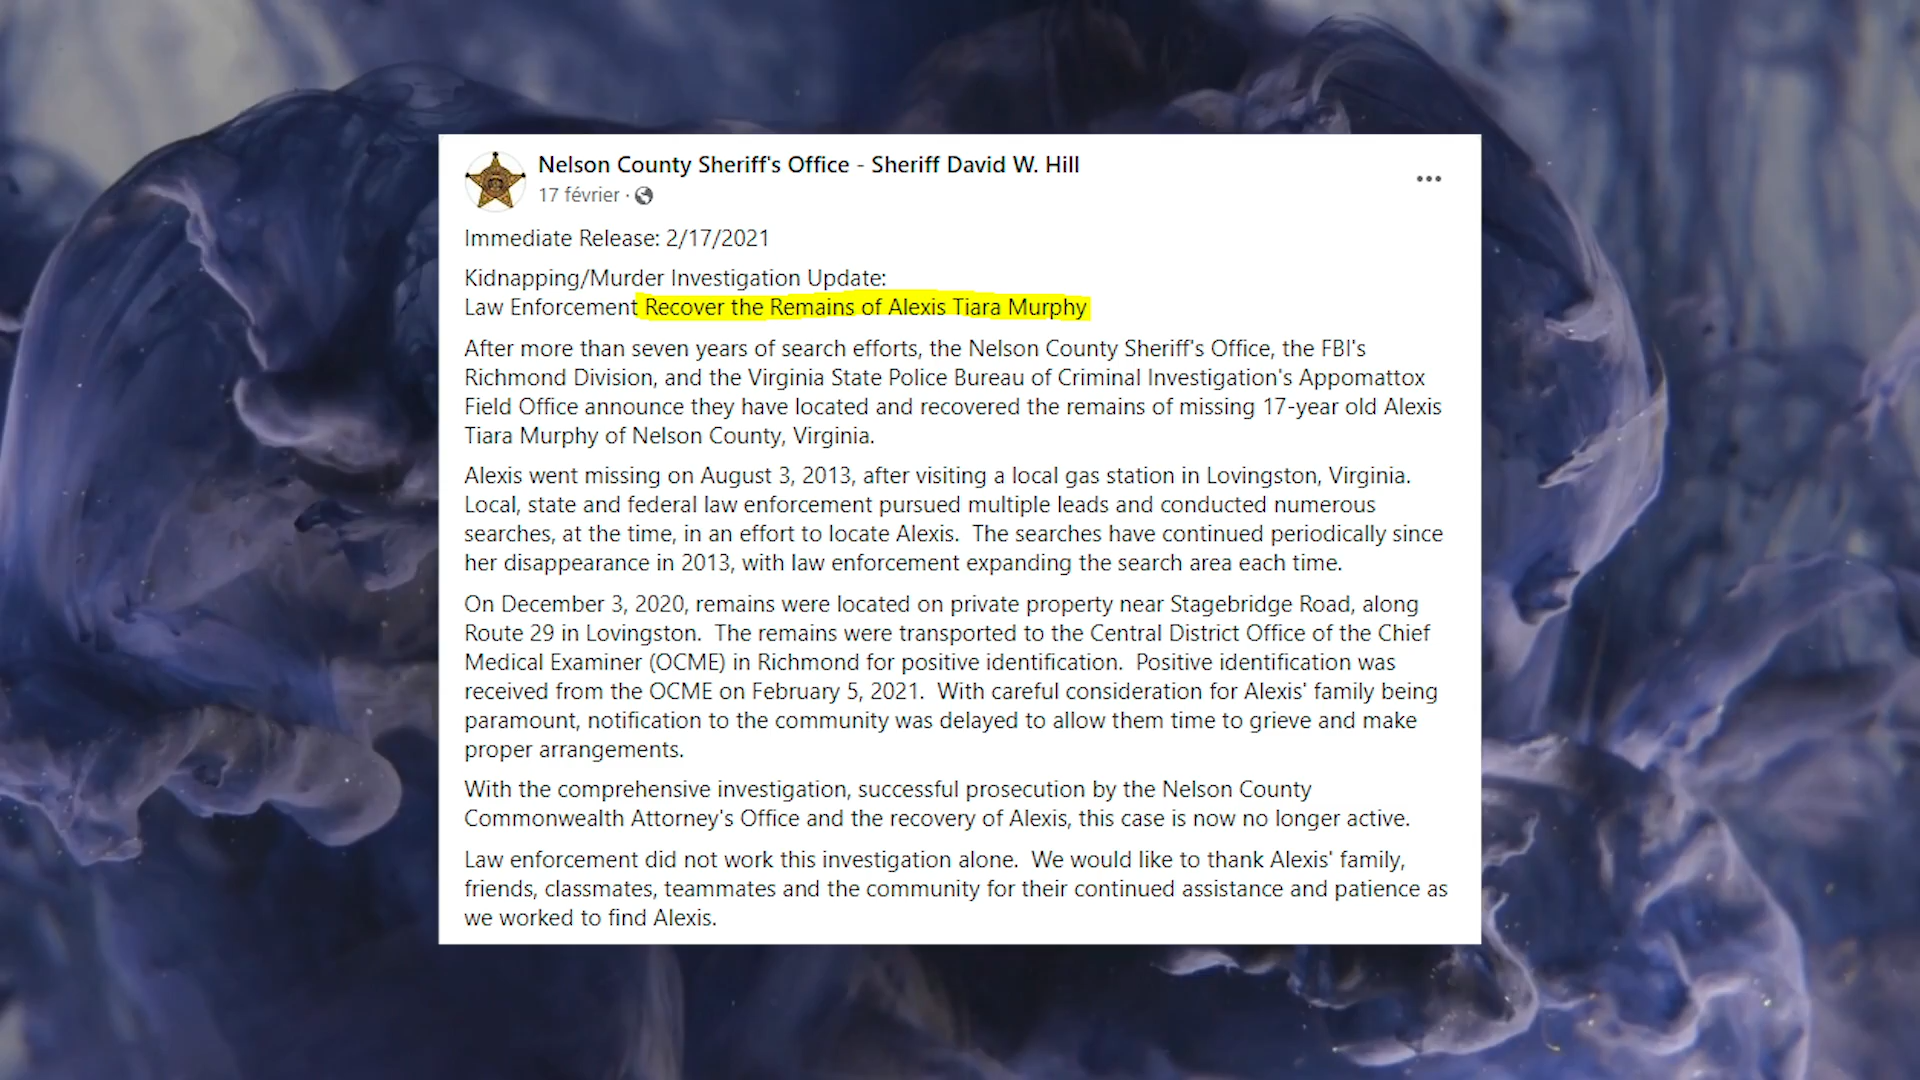 Nelson County Sheriff's Office - Sheriff David W. Hill
17 février ·
Immediate Release: 2/17/2021
Kidnapping/Murder Investigation Update:
Law Enforcement Recover the Remains of Alexis Tiara Murphy
After more than seven years of search efforts, the Nelson County Sheriff's Office, the FBI's
Richmond Division, and the Virginia State Police Bureau of Criminal Investigation's Appomattox
Field Office announce they have located and recovered the remains of missing 17-year old Alexis
Tiara Murphy of Nelson County, Virginia.
Alexis went missing on August 3, 2013, after visiting a local gas station in Lovingston, Virginia.
Local, state and federal law enforcement pursued multiple leads and conducted numerous
searches, at the time, in an effort to locate Alexis.  The searches have continued periodically since
her disappearance in 2013, with law enforcement expanding the search area each time.
On December 3, 2020, remains were located on private property near Stagebridge Road, along
Route 29 in Lovingston.  The remains were transported to the Central District Office of the Chief
Medical Examiner (OCME) in Richmond for positive identification.  Positive identification was
received from the OCME on February 5, 2021.  With careful consideration for Alexis' family being
paramount, notification to the community was delayed to allow them time to grieve and make
proper arrangements.
With the comprehensive investigation, successful prosecution by the Nelson County
Commonwealth Attorney's Office and the recovery of Alexis, this case is now no longer active.
Law enforcement did not work this investigation alone.  We would like to thank Alexis' family,
friends, classmates, teammates and the community for their continued assistance and patience as
we worked to find Alexis.